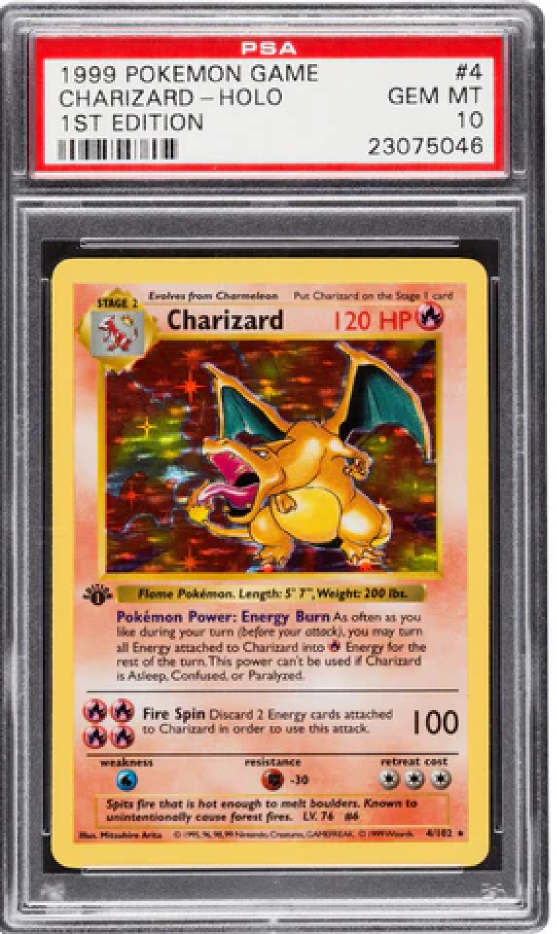 PSA
1999 POKEMON GAME #4
CHARIZARD – HOLO GEM MT
1ST EDITION 10
23075046
STAGE 2 Evolves from Charmeleon Put Charizard on the Stage 1 card
Charizard 120 HP
EDITION 1
Flame Pokémon. Length: 5' 7", Weight: 200 lbs.
Pokémon Power: Energy Burn As often as you
like during your turn (before your attack), you may turn
all Energy attached to Charizard into Energy for the
rest of the turn. This power can't be used if Charizard
is Asleep, Confused, or Paralyzed.
Fire Spin Discard 2 Energy cards attached
to Charizard in order to use this attack. 100
weakness resistance retreat cost
-30
Spits fire that is hot enough to melt boulders. Known to
unintentionally cause forest fires. LV. 76 #6
Illus. Mitsuhiro Arita ©1995, 96, 98, 99 Nintendo, Creatures, GAMEFREAK. ©1999 Wizards. 4/102 ★